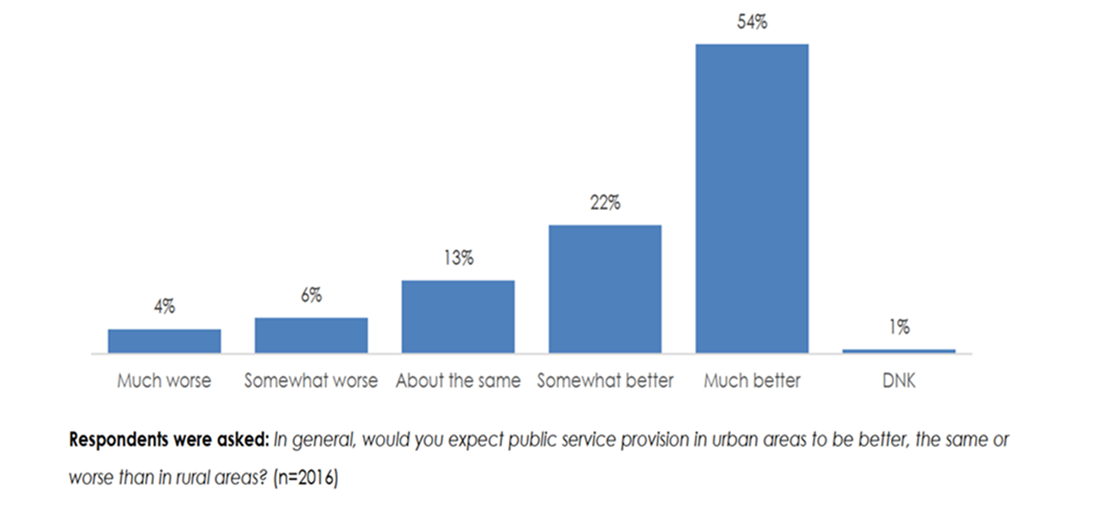 54%
22%
13%
6%
4%
1%
Much worse Somewhat worse About the same Somewhat better Much better DNK
Respondents were asked: In general, would you expect public service provision in urban areas to be better, the same or
worse than in rural areas? (n=2016)